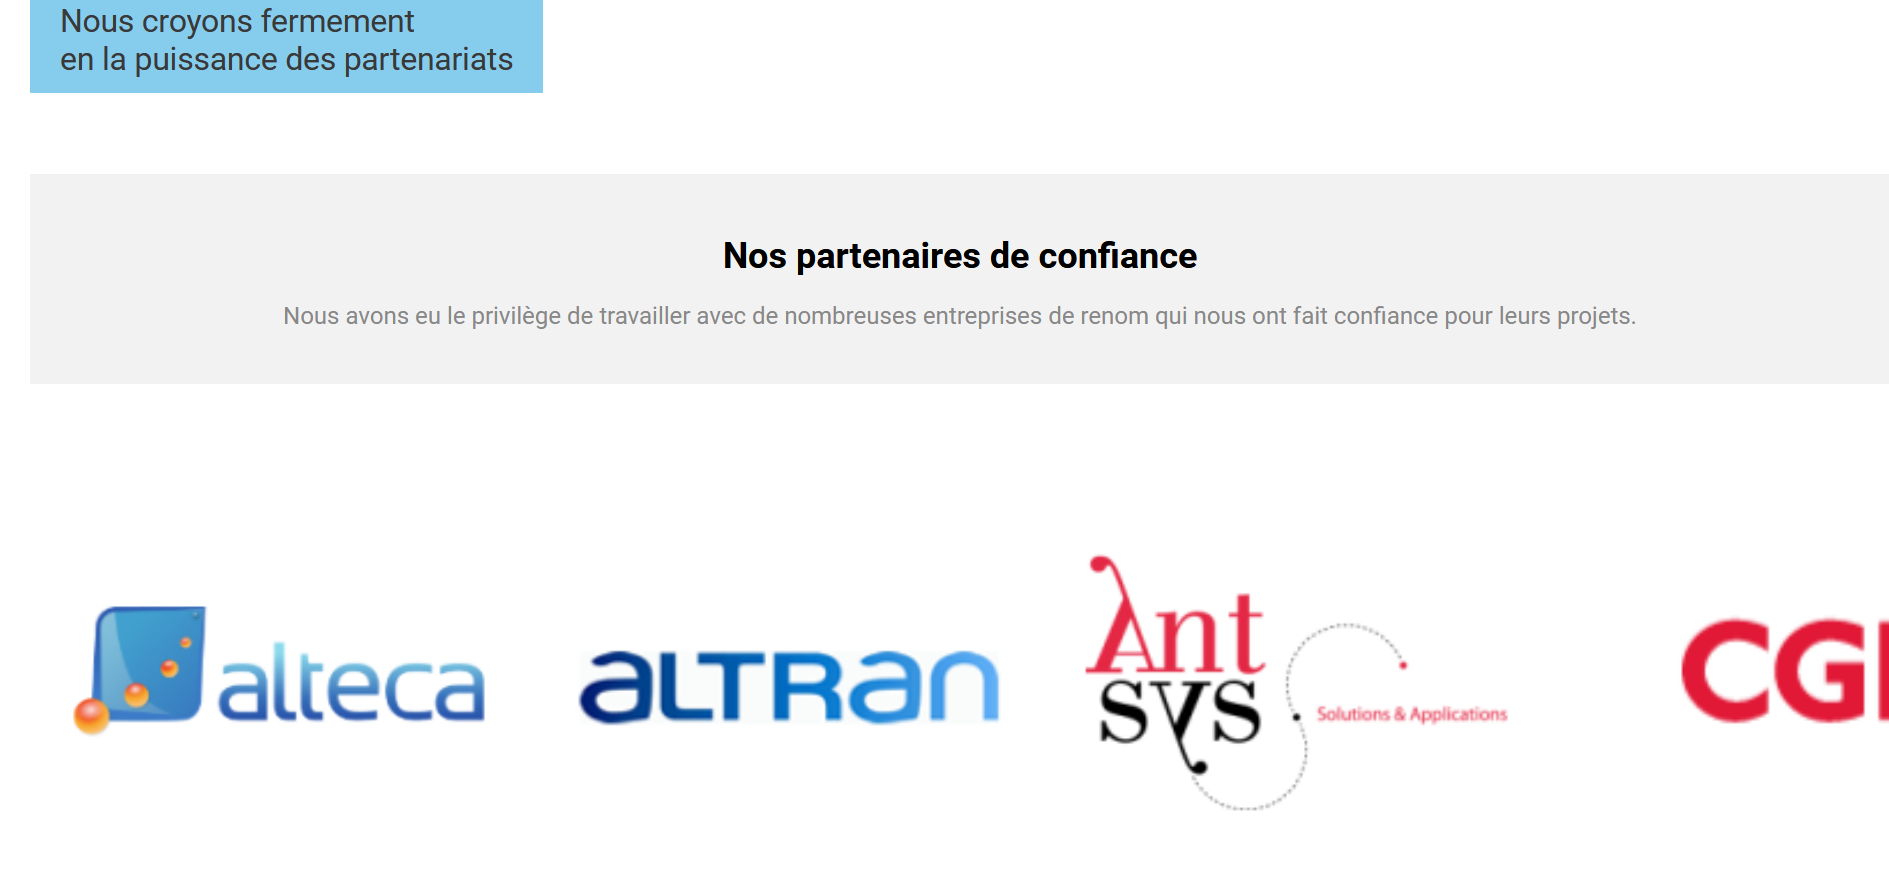 Nous croyons fermement
en la puissance des partenariats
Nos partenaires de confiance
Nous avons eu le privilège de travailler avec de nombreuses entreprises de renom qui nous ont fait confiance pour leurs projets.
alteca
ALTRAN
Ant
sys
Solutions & Applications
CGI